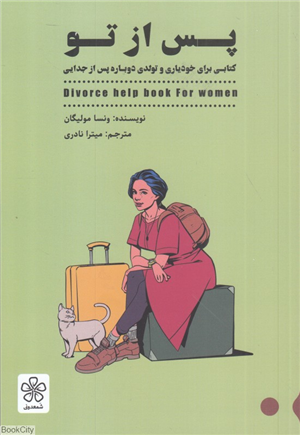 پس از تو
کتابی برای خودیاری و تولدی دوباره پس از جدایی
Divorce help book For women
نویسنده: ونسا مولیگان
مترجم: میترا نادری
شمعدونی
BookCity